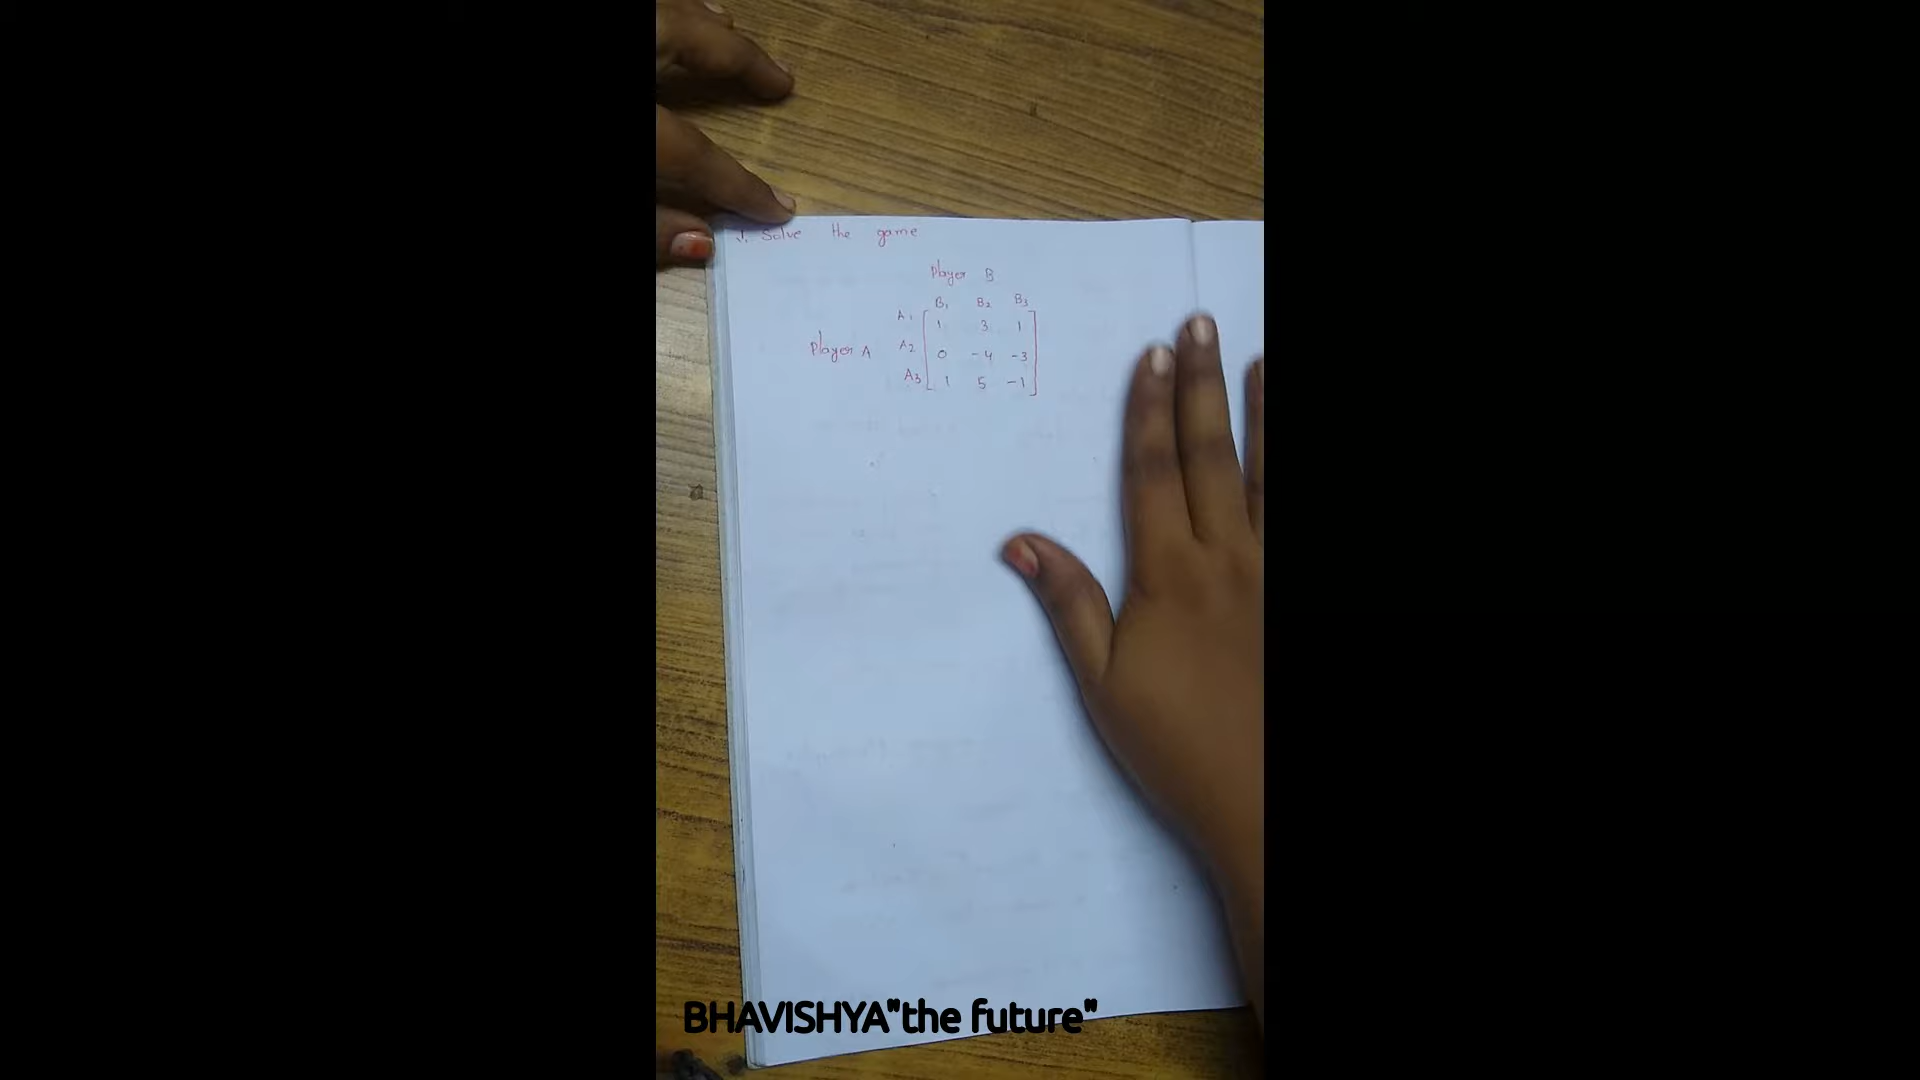 1. Solve the game
Player B
B1 B2 B3
A1 1 3 1
Player A A2 0 -4 -3
A3 1 5 -1
BHAVISHYA"the future"